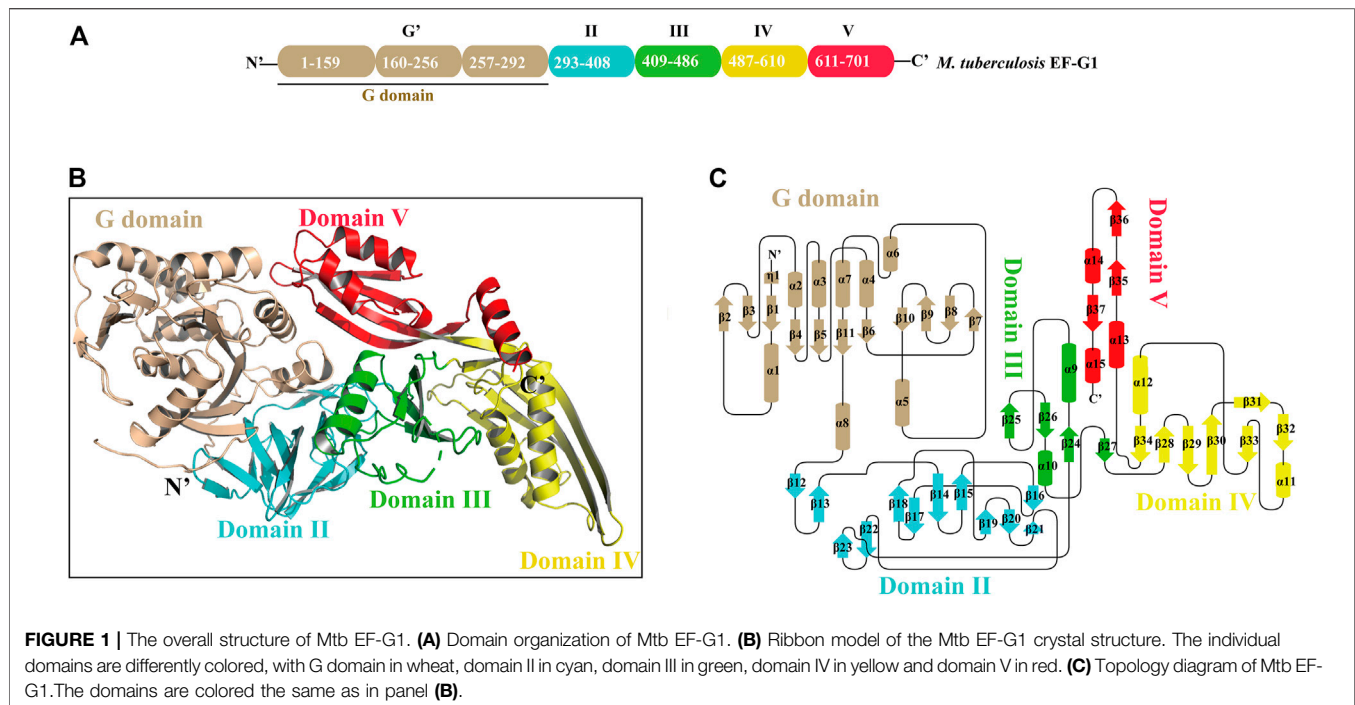 A
G’ II III IV V
N’ 1-159 160-256 257-292 293-408 409-486 487-610 611-701 C’ M. tuberculosis EF-G1
G domain
B
G domain
Domain V
C’
N’
Domain III
Domain II
Domain IV
C
G domain
N’
η1
α2
α3
α7
α4
α6
β2
β3
β1
β4
β5
β11
β6
β10
β9
β8
β7
α1
α5
α8
Domain III
Domain V
β36
α14
β35
β37
α13
α15
C’
α9
β25
β26
β24
α10
β27
α12
β31
β34
β28
β29
β30
β33
β32
α11
Domain IV
β12
β13
β18
β17
β14
β15
β16
β19
β20
β21
β23
β22
Domain II
FIGURE 1 | The overall structure of Mtb EF-G1. (A) Domain organization of Mtb EF-G1. (B) Ribbon model of the Mtb EF-G1 crystal structure. The individual
domains are differently colored, with G domain in wheat, domain II in cyan, domain III in green, domain IV in yellow and domain V in red. (C) Topology diagram of Mtb EF-
G1.The domains are colored the same as in panel (B).